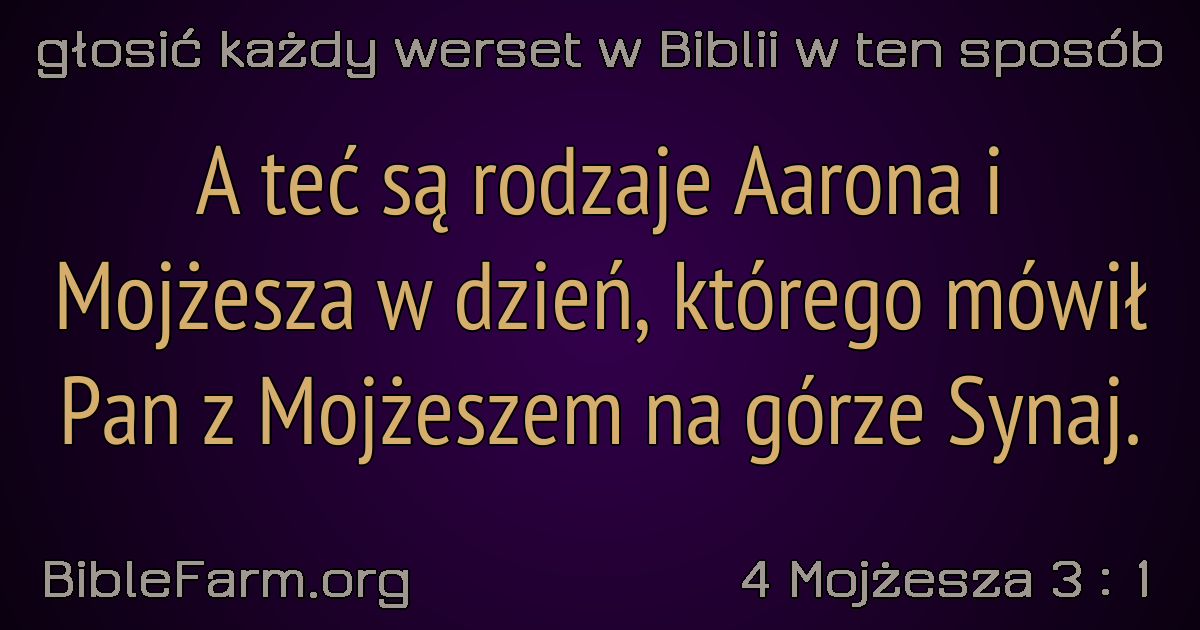 głosić każdy werset w Biblii w ten sposób
A teć są rodzaje Aarona i
Mojżesza w dzień, którego mówił
Pan z Mojżeszem na górze Synaj.
BibleFarm.org
4 Mojżesza 3 : 1